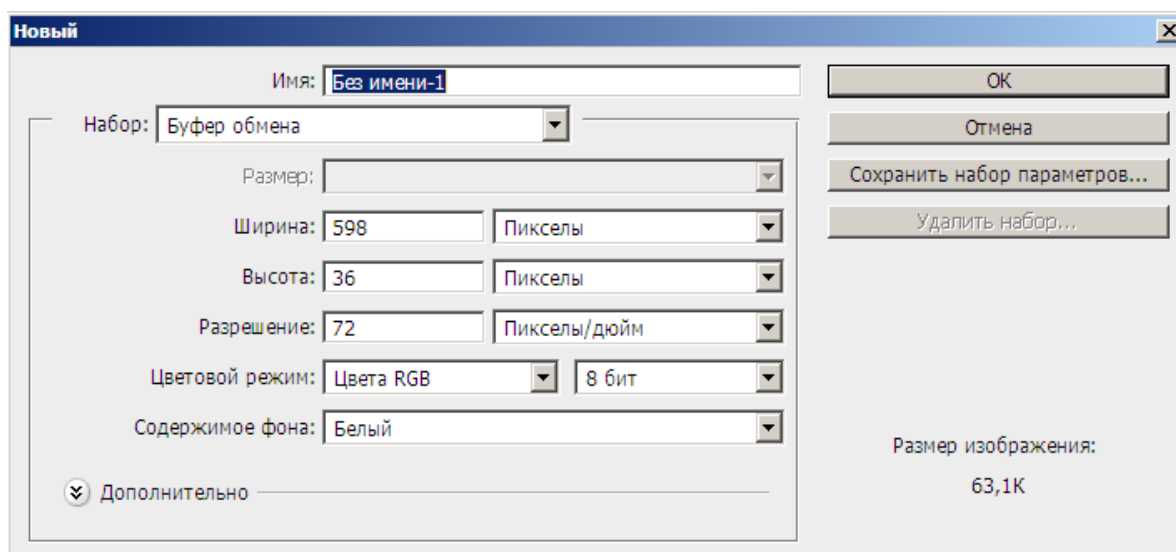 Новый
Имя: Без имени-1
OK
Набор: Буфер обмена
Отмена
Размер:
Сохранить набор параметров...
Ширина: 598 Пикселы
Удалить набор...
Высота: 36 Пикселы
Разрешение: 72 Пикселы/дюйм
Цветовой режим: Цвета RGB 8 бит
Содержимое фона: Белый
Размер изображения:
63,1K
Дополнительно